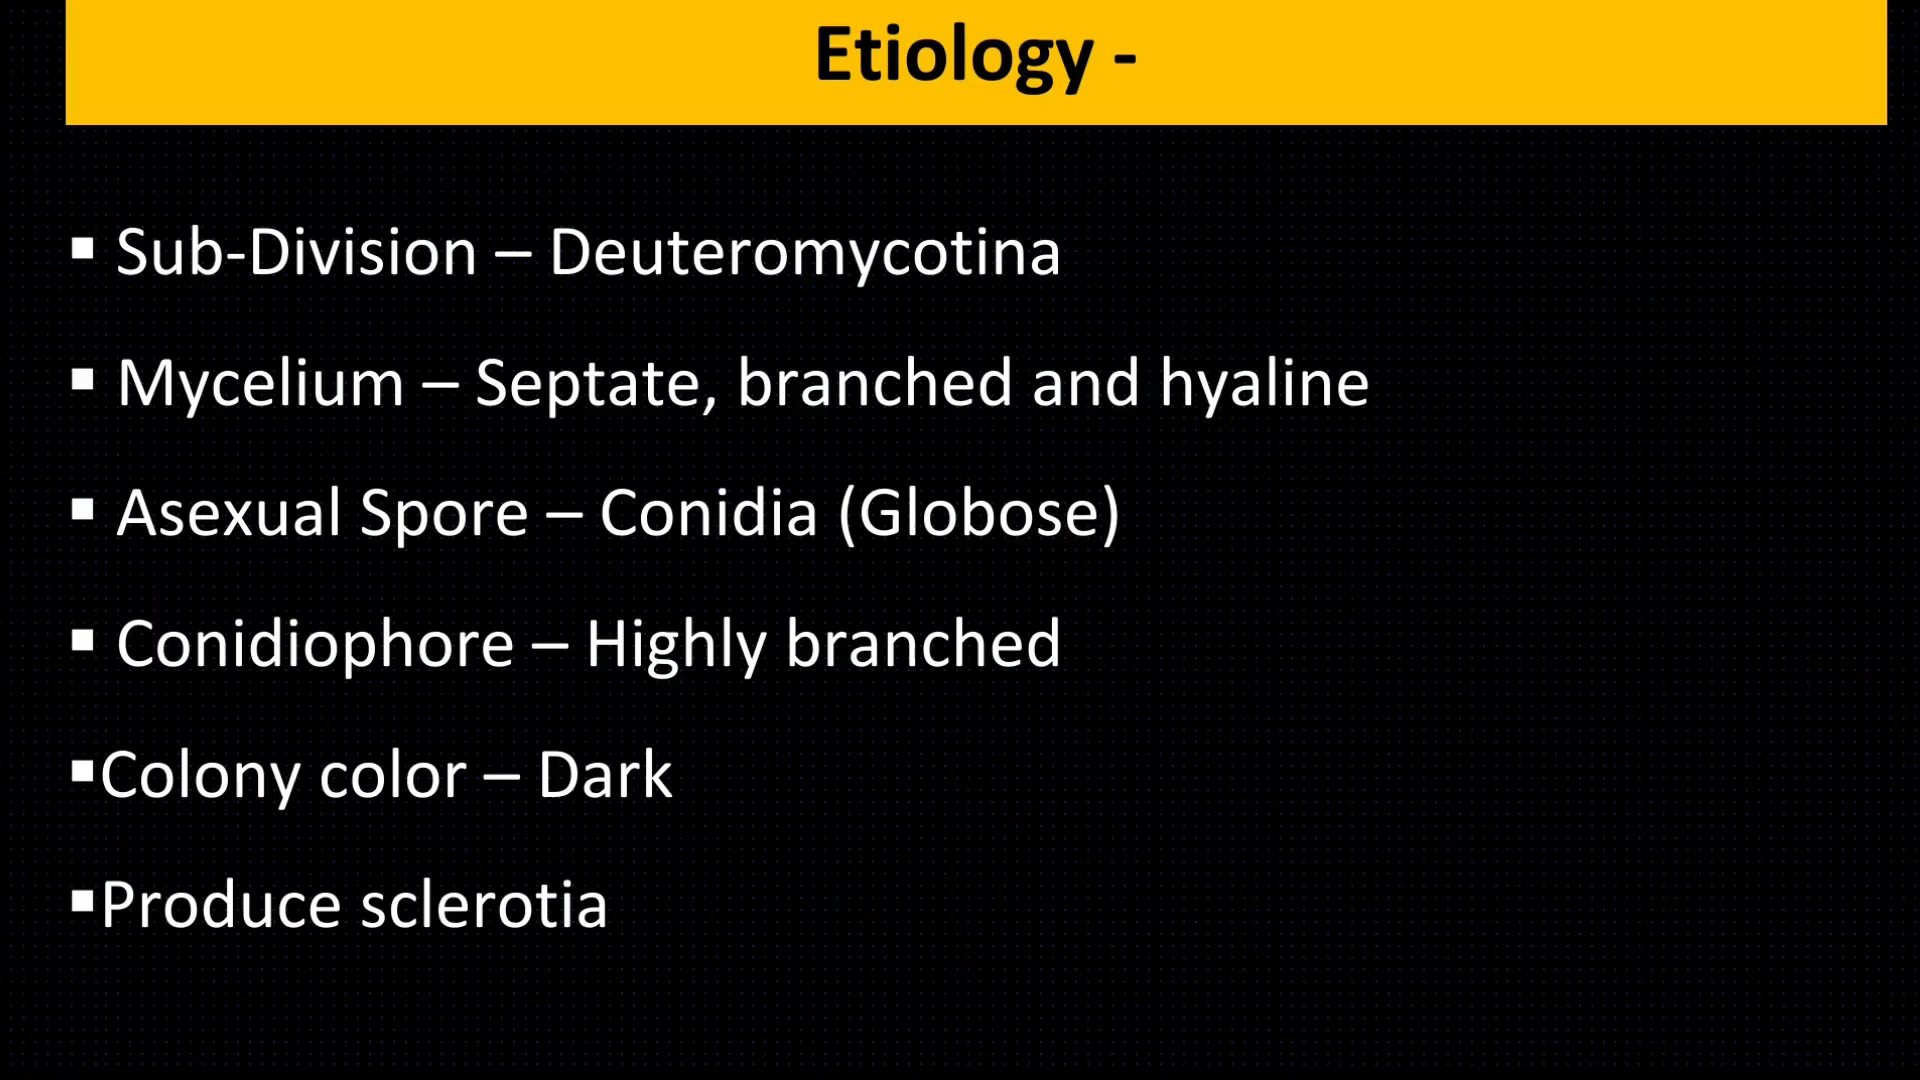 Etiology -
▪ Sub-Division – Deuteromycotina
▪ Mycelium – Septate, branched and hyaline
▪ Asexual Spore – Conidia (Globose)
▪ Conidiophore – Highly branched
▪Colony color – Dark
▪Produce sclerotia